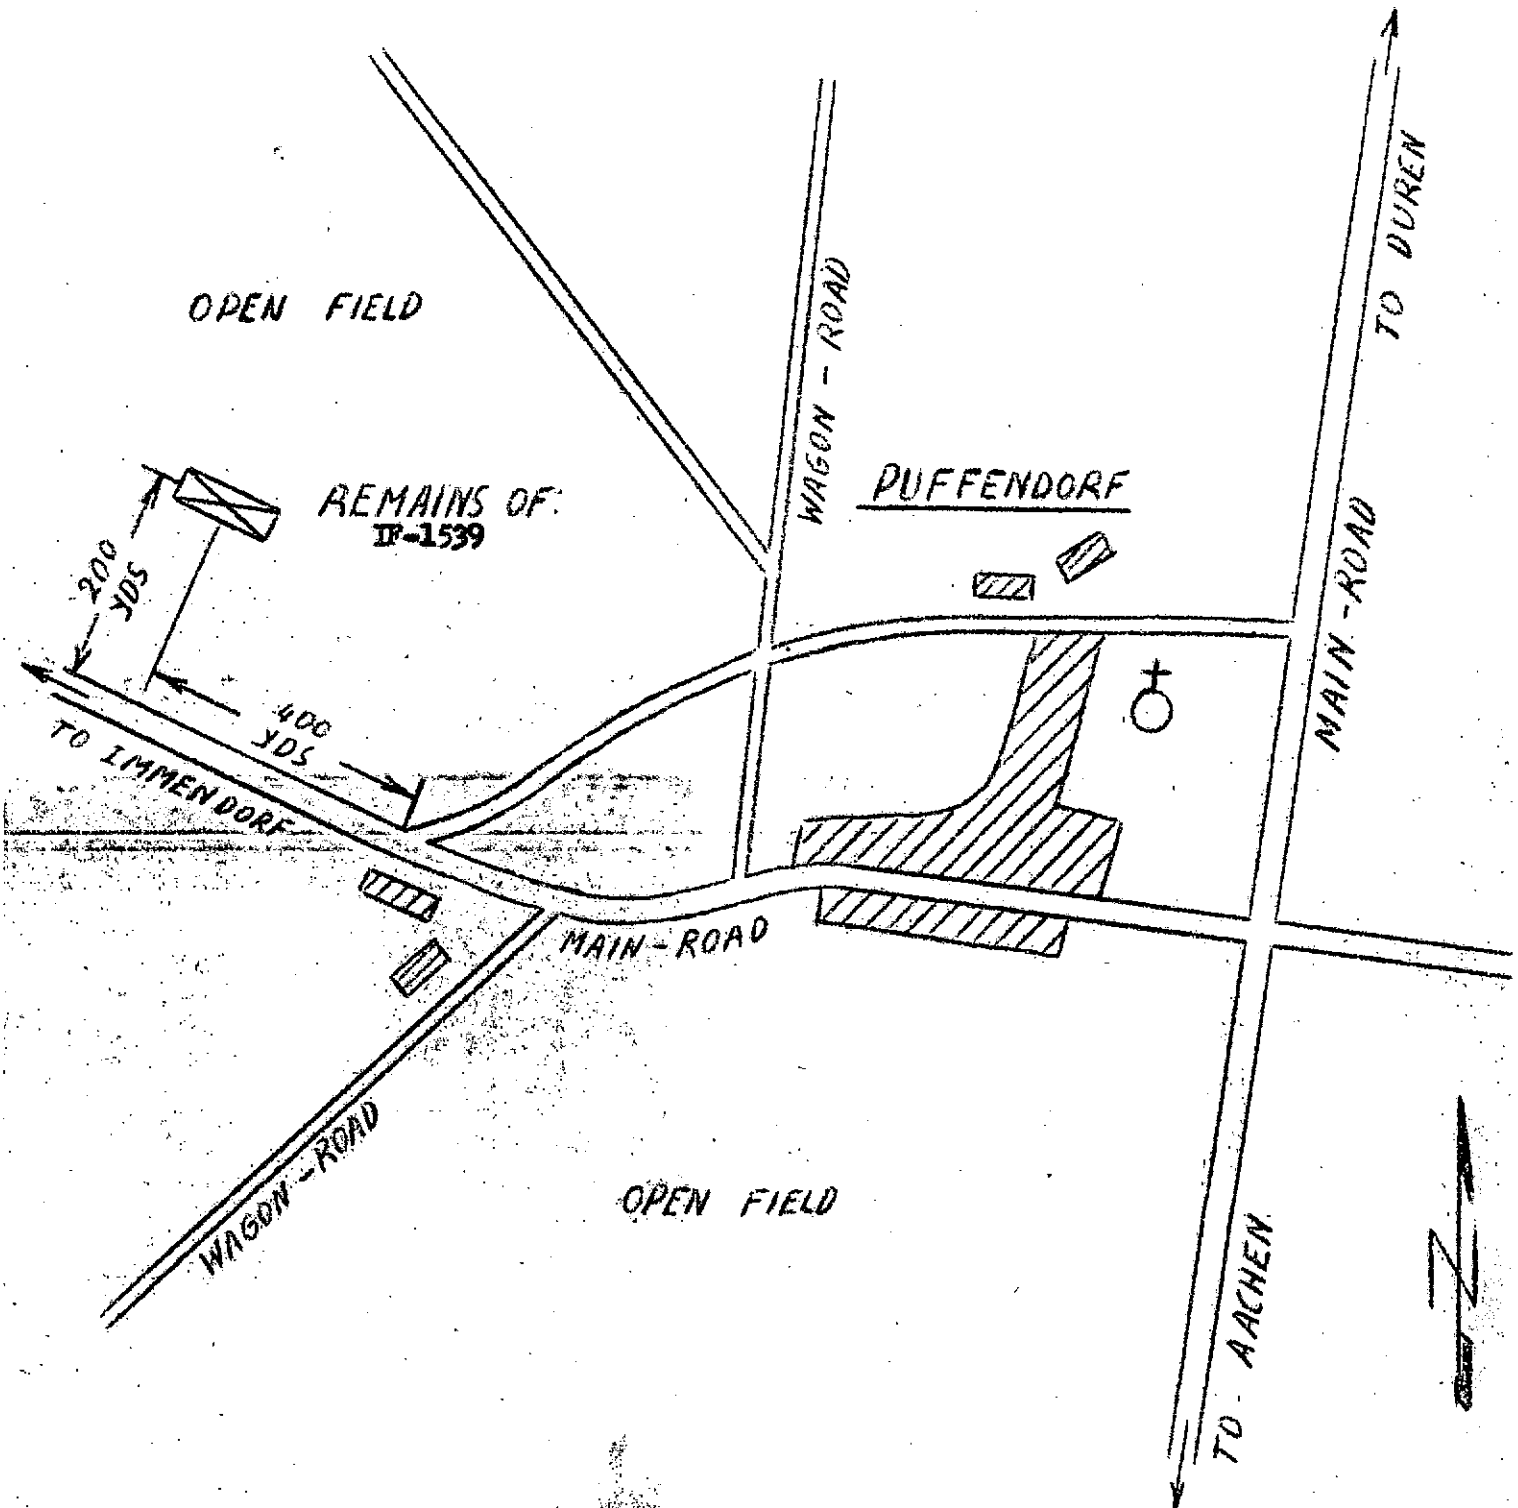 TO DUREN
OPEN FIELD
WAGON - ROAD
PUFFENDORF
REMAINS OF:
IF-1539
200
YDS
MAIN - ROAD
400
YDS
TO IMMENDORF
MAIN - ROAD
WAGON - ROAD
OPEN FIELD
TO - AACHEN
N